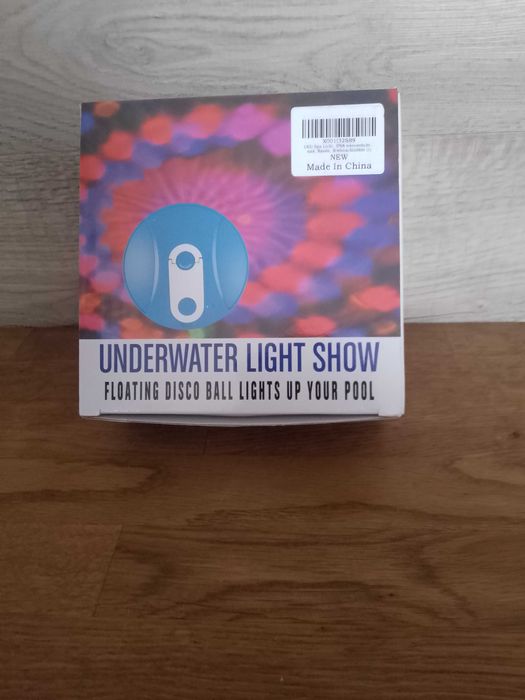 NEW
Made In China
UNDERWATER LIGHT SHOW
FLOATING DISCO BALL LIGHTS UP YOUR POOL